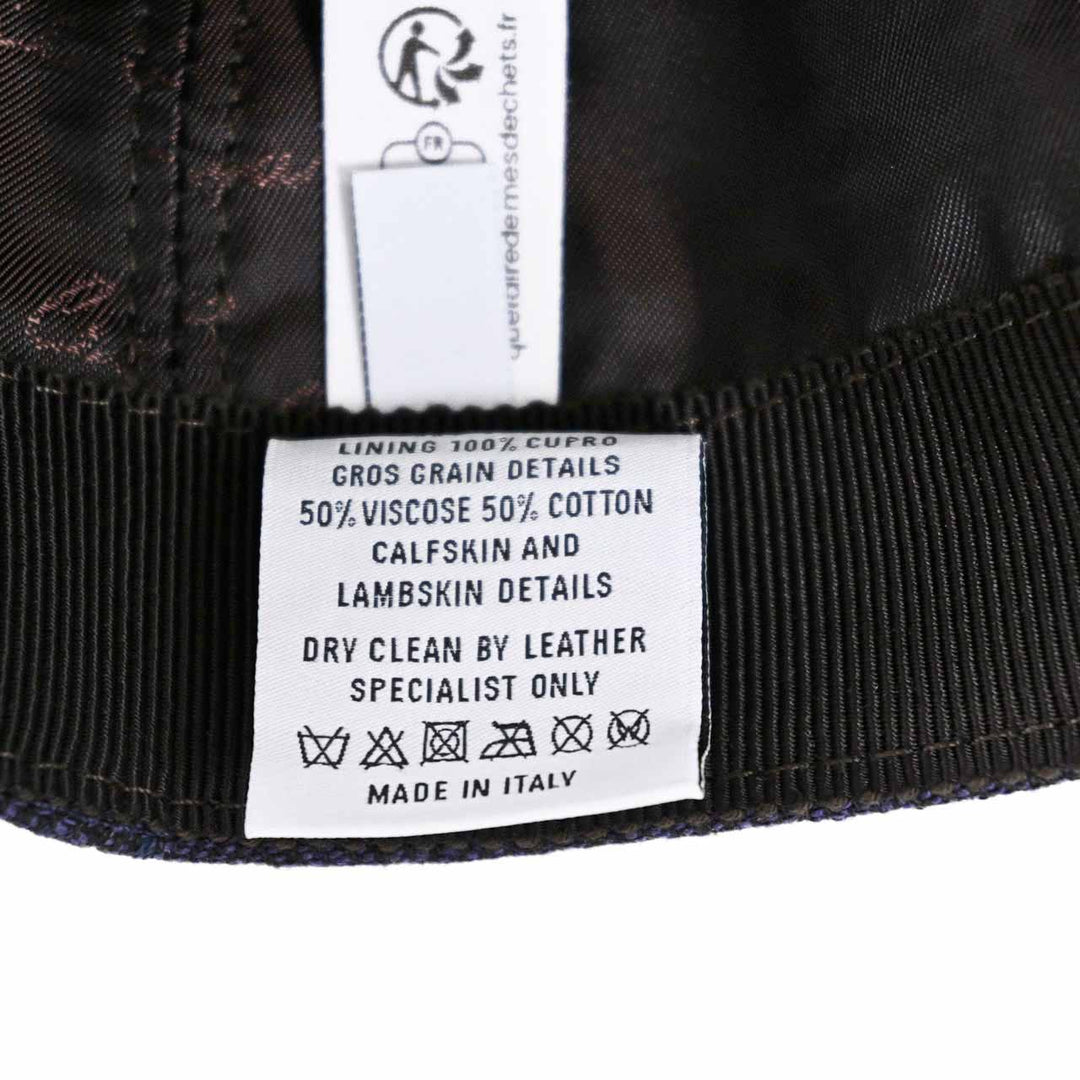 FR
quefairedemesdechets.fr
LINING 100% CUPRO
GROS GRAIN DETAILS
50% VISCOSE 50% COTTON
CALFSKIN AND
LAMBSKIN DETAILS
DRY CLEAN BY LEATHER
SPECIALIST ONLY
MADE IN ITALY